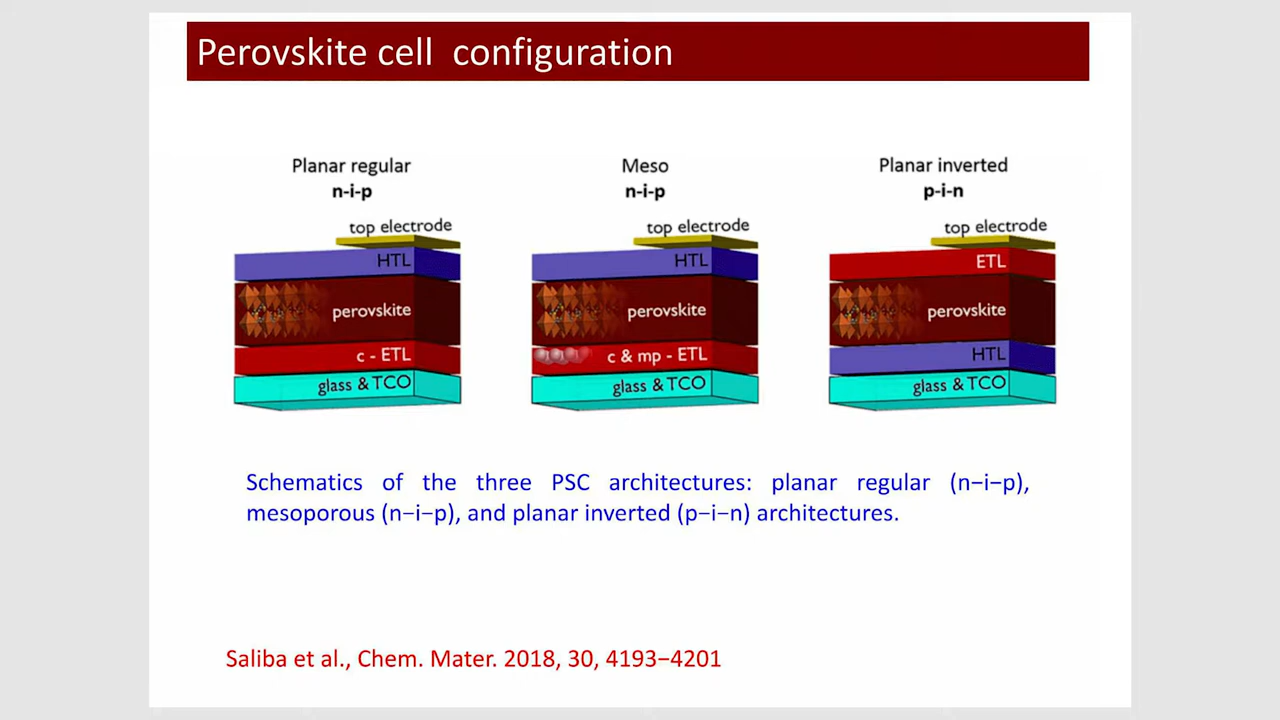 Perovskite cell configuration
Planar regular
n-i-p
top electrode
HTL
perovskite
c - ETL
glass & TCO
Meso
n-i-p
top electrode
HTL
perovskite
c & mp - ETL
glass & TCO
Planar inverted
p-i-n
top electrode
ETL
perovskite
HTL
glass & TCO
Schematics of the three PSC architectures: planar regular (n−i−p),
mesoporous (n−i−p), and planar inverted (p−i−n) architectures.
Saliba et al., Chem. Mater. 2018, 30, 4193−4201